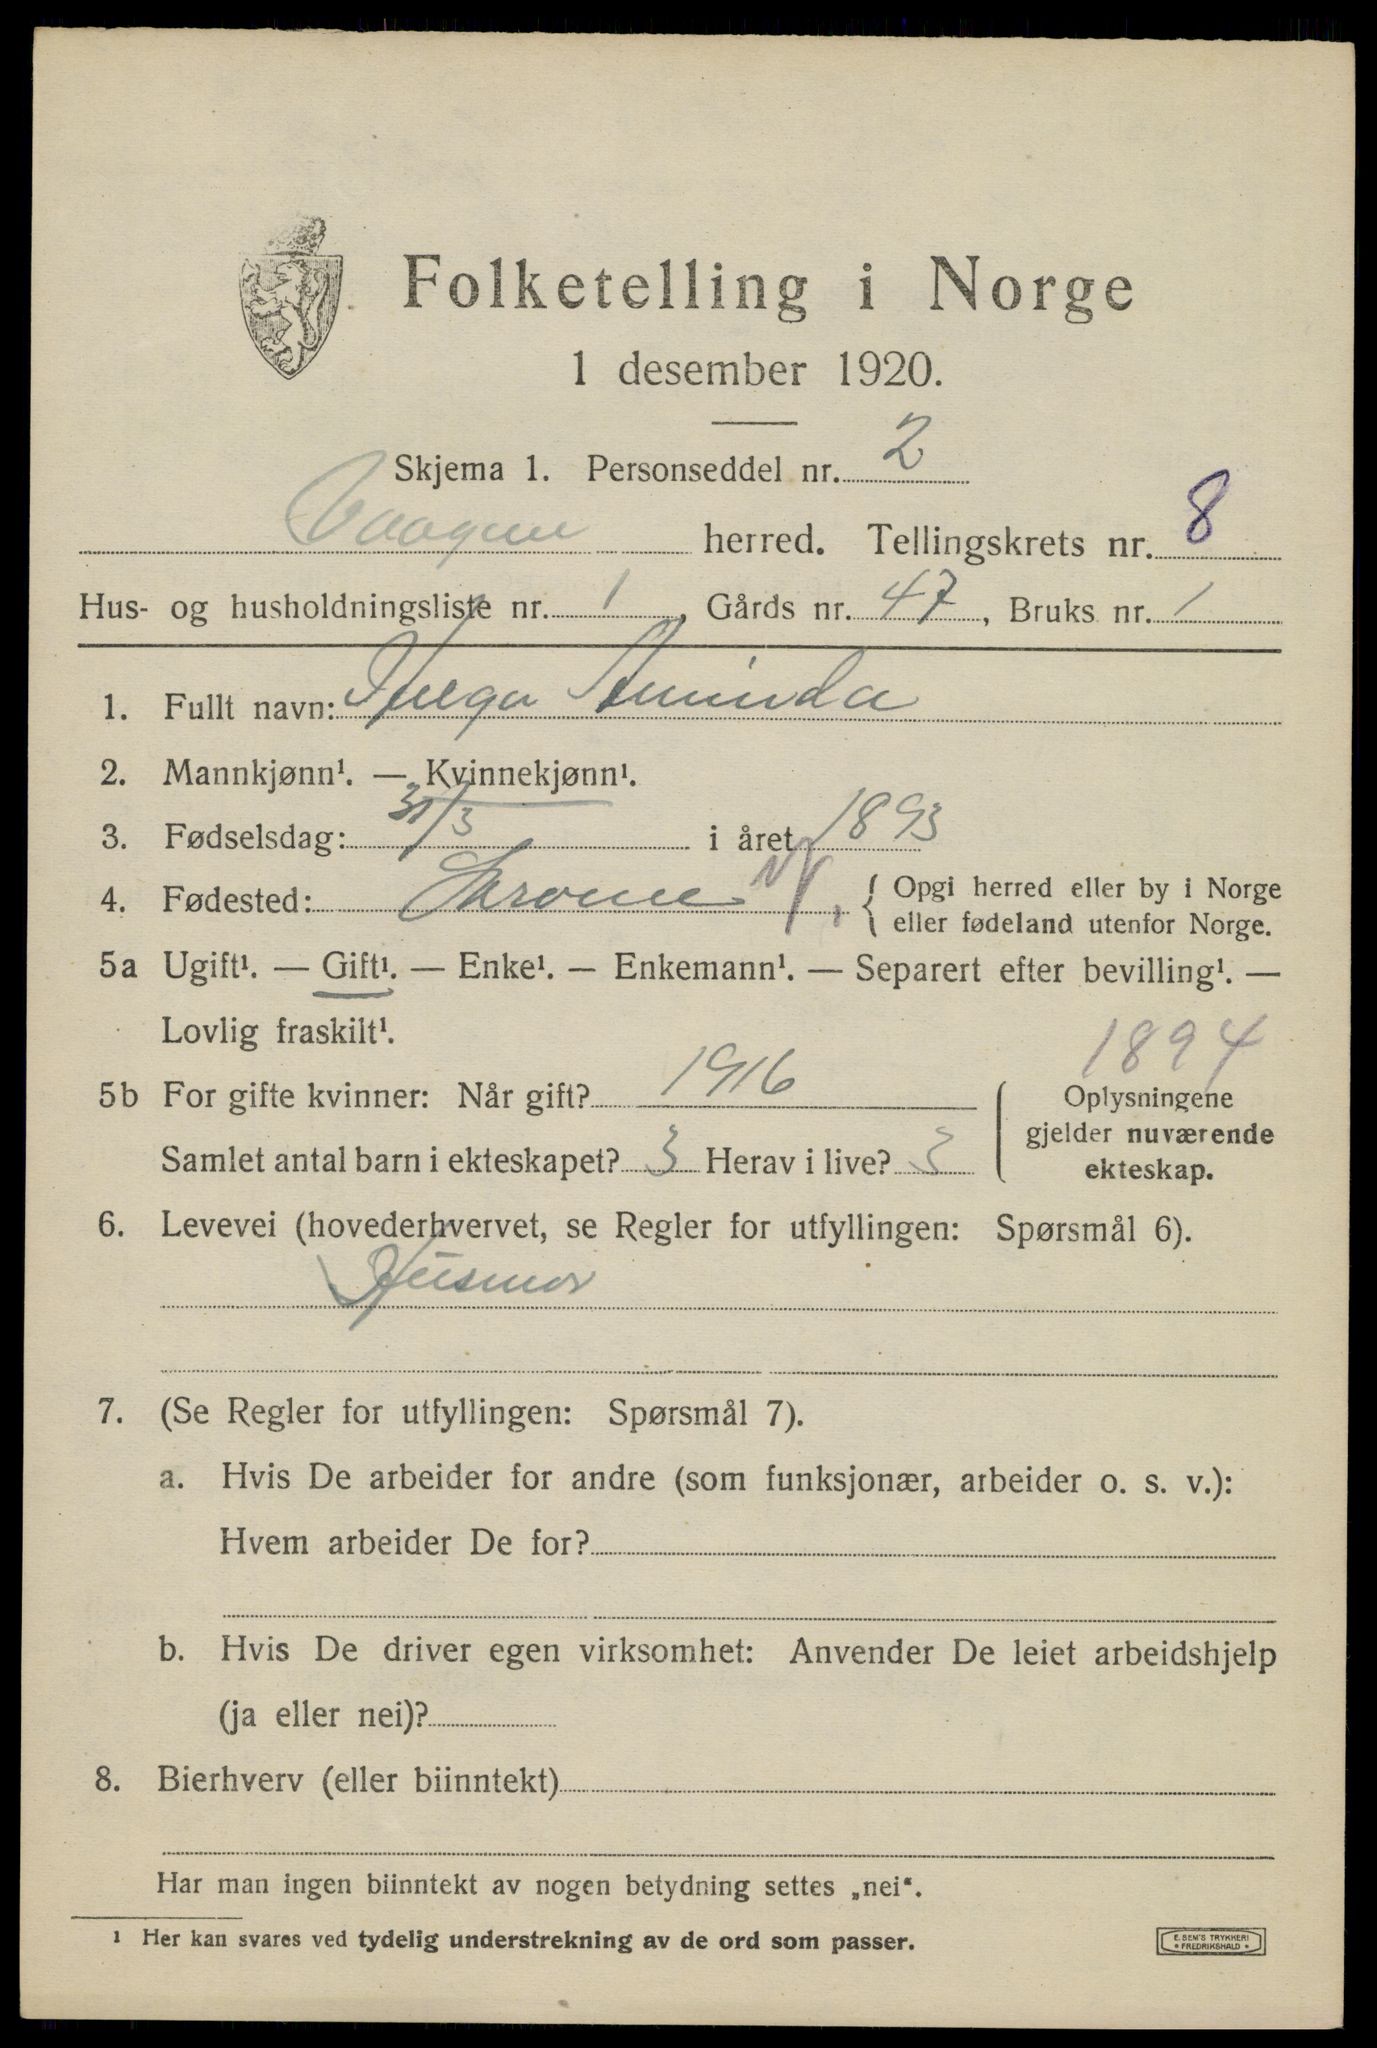 Folketelling i Norge
1 desember 1920.
Skjema 1. Personseddel nr. 2
herred. Tellingskrets nr. 8
Hus- og husholdningsliste nr. 1, Gårds nr. 47, Bruks nr. 1
1. Fullt navn: Helga Aminda
2. Mannkjønn¹. — Kvinnekjønn¹.
3. Fødselsdag: 31/3 i året 1893
4. Fødested: { Opgi herred eller by i Norge
eller fødeland utenfor Norge.
5a Ugift¹. — Gift¹. — Enke¹. — Enkemann¹. — Separert efter bevilling¹. —
Lovlig fraskilt¹.
1894
5b For gifte kvinner: Når gift? 1916
Samlet antal barn i ekteskapet? 3 Herav i live? 3
Oplysningene
gjelder nuværende
ekteskap.
6. Levevei (hovederhvervet, se Regler for utfyllingen: Spørsmål 6).
Husmor
7. (Se Regler for utfyllingen: Spørsmål 7).
a. Hvis De arbeider for andre (som funksjonær, arbeider o. s. v.):
Hvem arbeider De for?
b. Hvis De driver egen virksomhet: Anvender De leiet arbeidshjelp
(ja eller nei)?
8. Bierhverv (eller biinntekt)
Har man ingen biinntekt av nogen betydning settes „nei“.
¹ Her kan svares ved tydelig understrekning av de ord som passer.
E. SEM'S TRYKKERI
• FREDRIKSHALD •